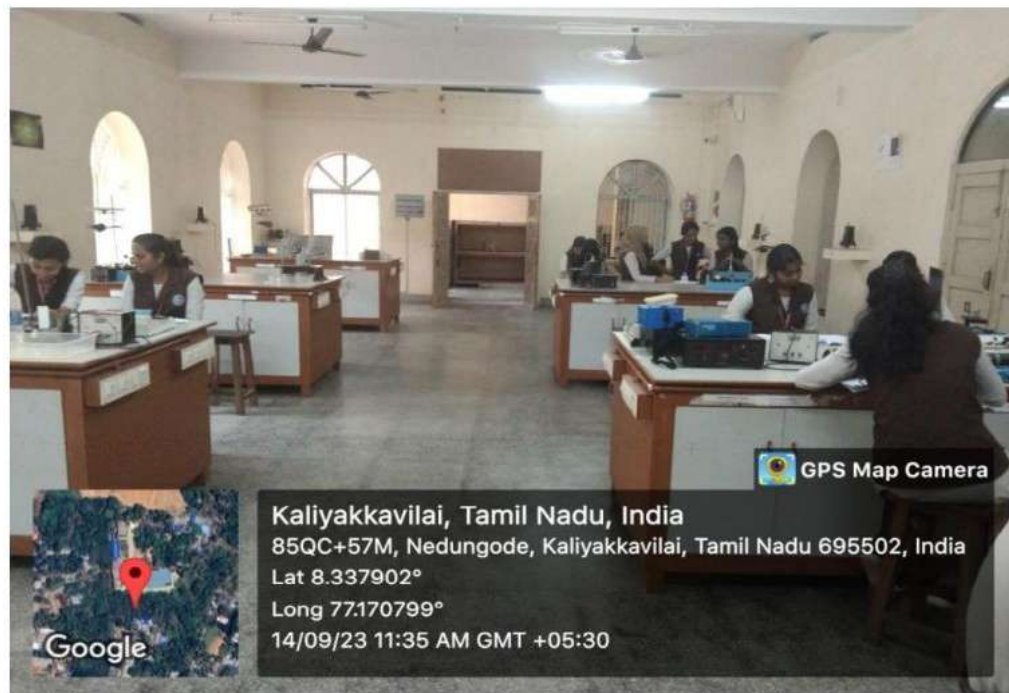 GPS Map Camera
Kaliyakkavilai, Tamil Nadu, India
85QC+57M, Nedungode, Kaliyakkavilai, Tamil Nadu 695502, India
Lat 8.337902°
Long 77.170799°
14/09/23 11:35 AM GMT +05:30
Google